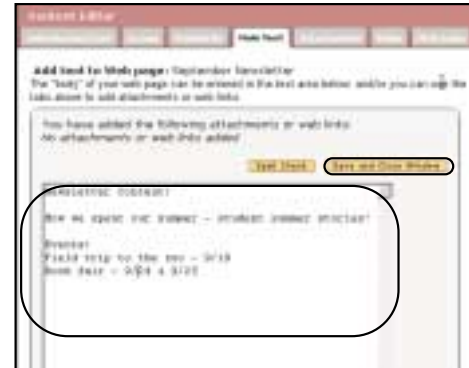 Content Editor
Body Text
Add text to Web page: September Newsletter
The "body" of your web page can be entered in the text area below and/or you can use the
tabs above to add attachments or web links.
You have added the following attachments or web links:
No attachments or web links added
Spell Check Save and Close Window
Newsletter Contest!
How we spent our summer - student summer stories!
Events!
Field trip to the zoo - 9/18
Book Fair - 9/24 & 9/25